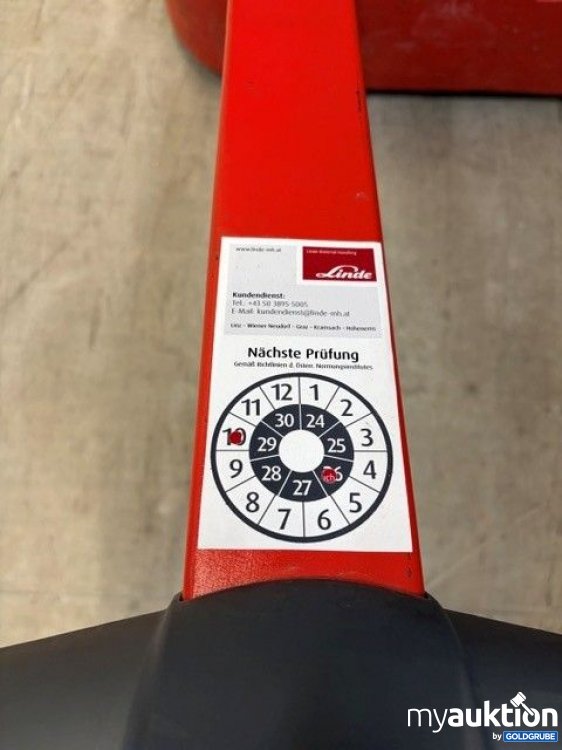 www.linde-mh.at
Linde Material Handling
Linde
Kundendienst:
Tel.: +43 50 3895-5005
E-Mail: kundendienst@linde-mh.at
Linz - Wiener Neudorf - Graz - Kramsach - Hohenems
Nächste Prüfung
Gemäß Richtlinien d. Österr. Normungsinstitutes
12 1 2 3 4 5 6 7 8 9 10 11
24 25 26 27 28 29 30
myauktion
by GOLDGRUBE